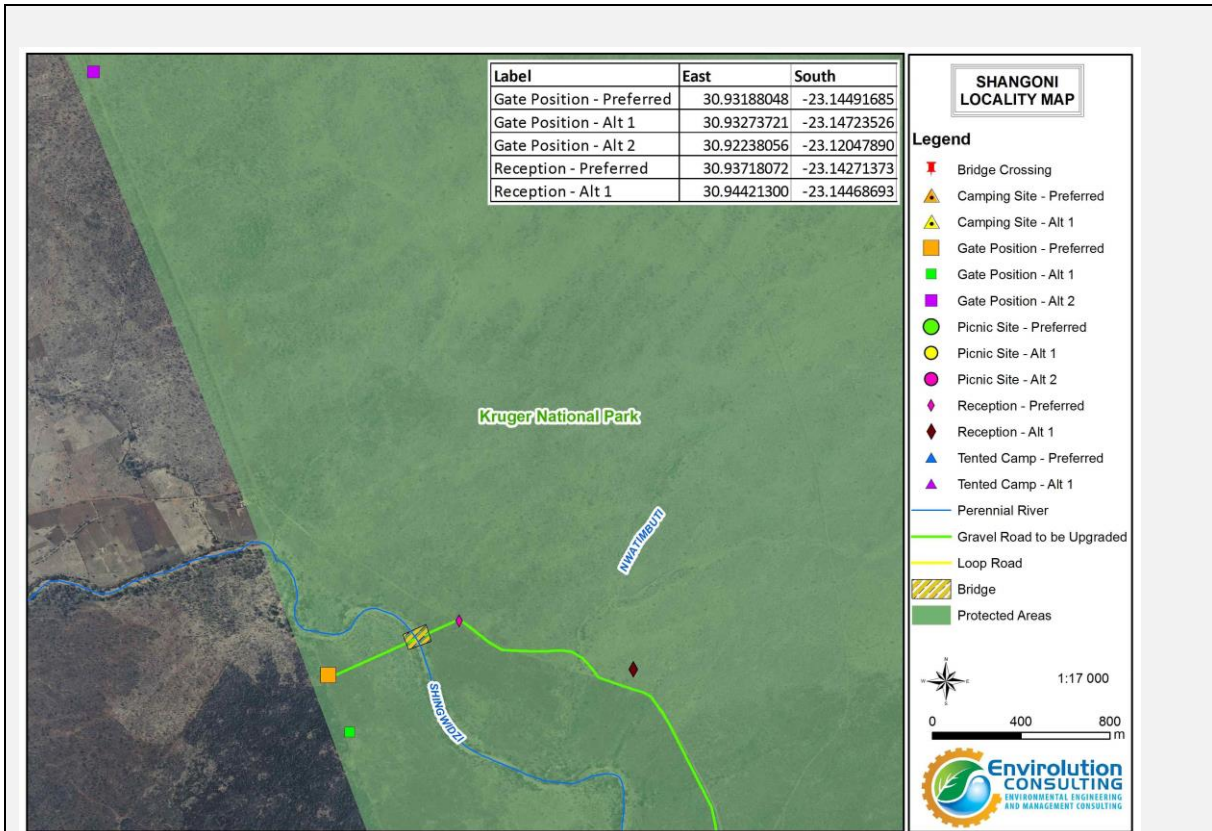 Label East South
Gate Position - Preferred 30.93188048 -23.14491685
Gate Position - Alt 1 30.93273721 -23.14723526
Gate Position - Alt 2 30.92238056 -23.12047890
Reception - Preferred 30.93718072 -23.14271373
Reception - Alt 1 30.94421300 -23.14468693
Kruger National Park
NWATIMBUTI
SHINGWIDZI
SHANGONI
LOCALITY MAP
Legend
Bridge Crossing
Camping Site - Preferred
Camping Site - Alt 1
Gate Position - Preferred
Gate Position - Alt 1
Gate Position - Alt 2
Picnic Site - Preferred
Picnic Site - Alt 1
Picnic Site - Alt 2
Reception - Preferred
Reception - Alt 1
Tented Camp - Preferred
Tented Camp - Alt 1
Perennial River
Gravel Road to be Upgraded
Loop Road
Bridge
Protected Areas
N
W E
S
1:17 000
0 400 800
m
Envirolution
CONSULTING
ENVIRONMENTAL ENGINEERING
AND MANAGEMENT CONSULTING